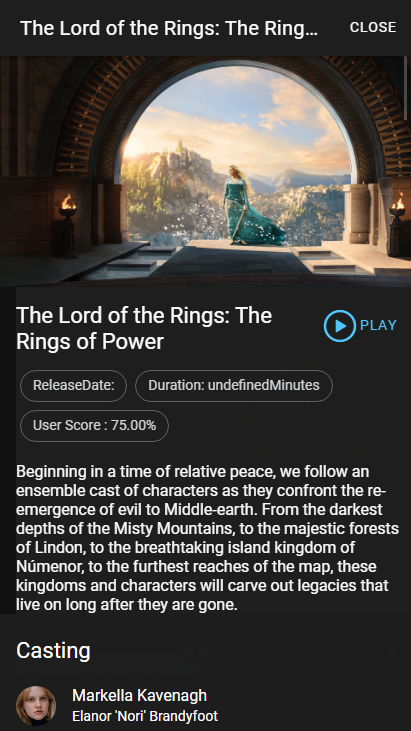 The Lord of the Rings: The Ring...
CLOSE
The Lord of the Rings: The
Rings of Power
PLAY
ReleaseDate:
Duration: undefinedMinutes
User Score : 75.00%
Beginning in a time of relative peace, we follow an
ensemble cast of characters as they confront the re-
emergence of evil to Middle-earth. From the darkest
depths of the Misty Mountains, to the majestic forests
of Lindon, to the breathtaking island kingdom of
Númenor, to the furthest reaches of the map, these
kingdoms and characters will carve out legacies that
live on long after they are gone.
Casting
Markella Kavenagh
Elanor 'Nori' Brandyfoot